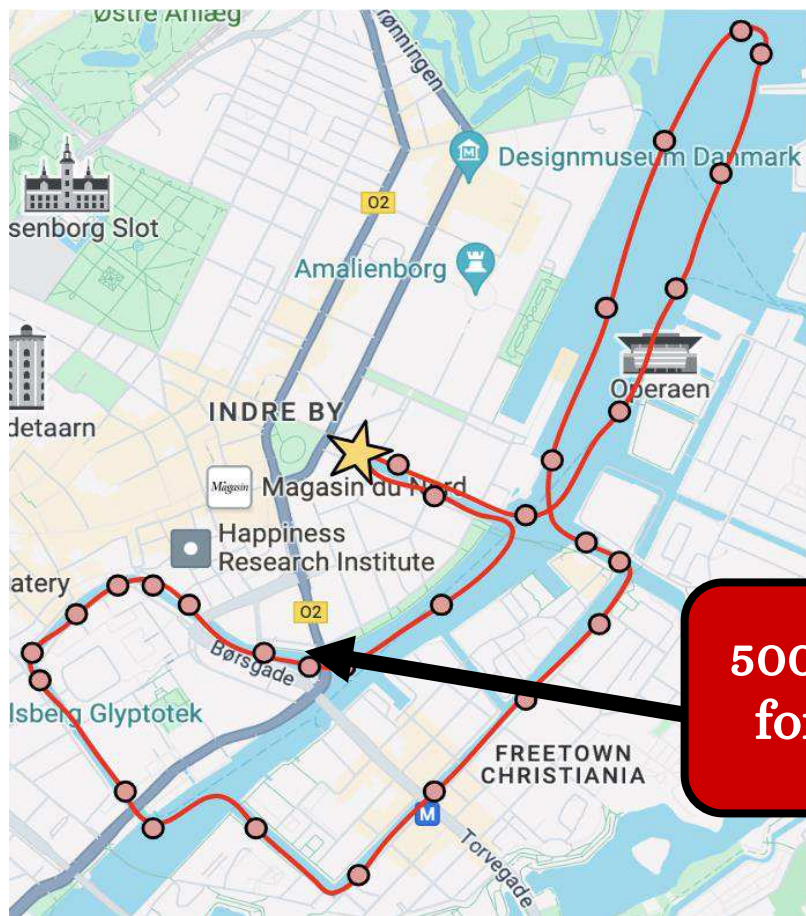 Østre Anlæg
rønningen
Designmuseum Danmark
O2
senborg Slot
Amalienborg
Operaen
INDRE BY
detaarn
Magasin
Magasin du Nord
Happiness
Research Institute
atery
O2
Børsgade
500
for
lsberg Glyptotek
FREETOWN
CHRISTIANIA
M
Torvegade